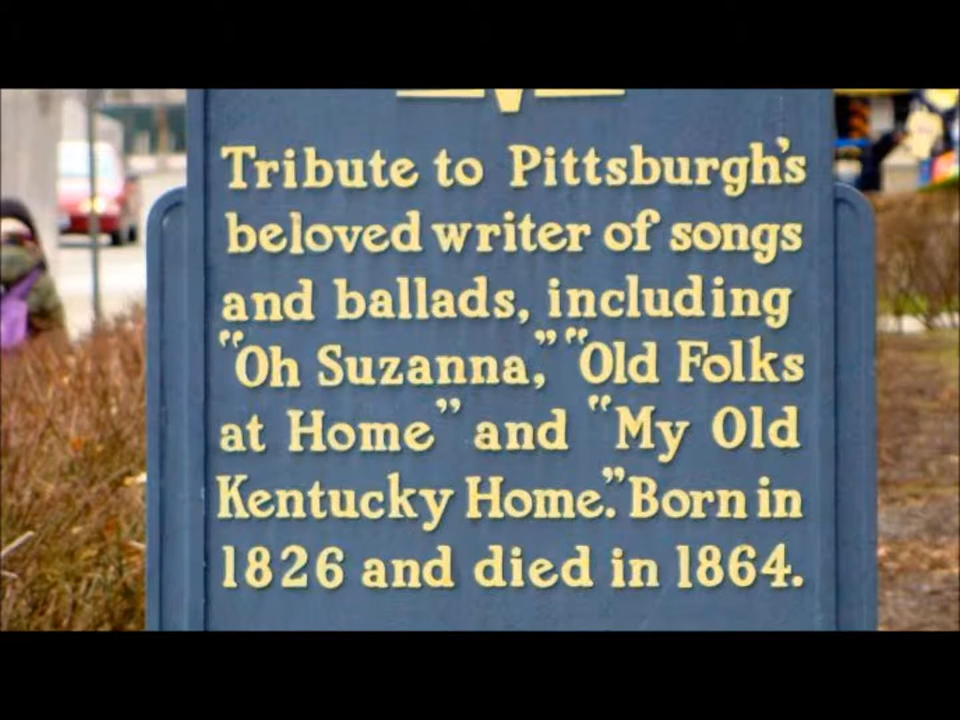 Tribute to Pittsburgh's
beloved writer of songs
and ballads, including
"Oh Suzanna," "Old Folks
at Home" and "My Old
Kentucky Home." Born in
1826 and died in 1864.